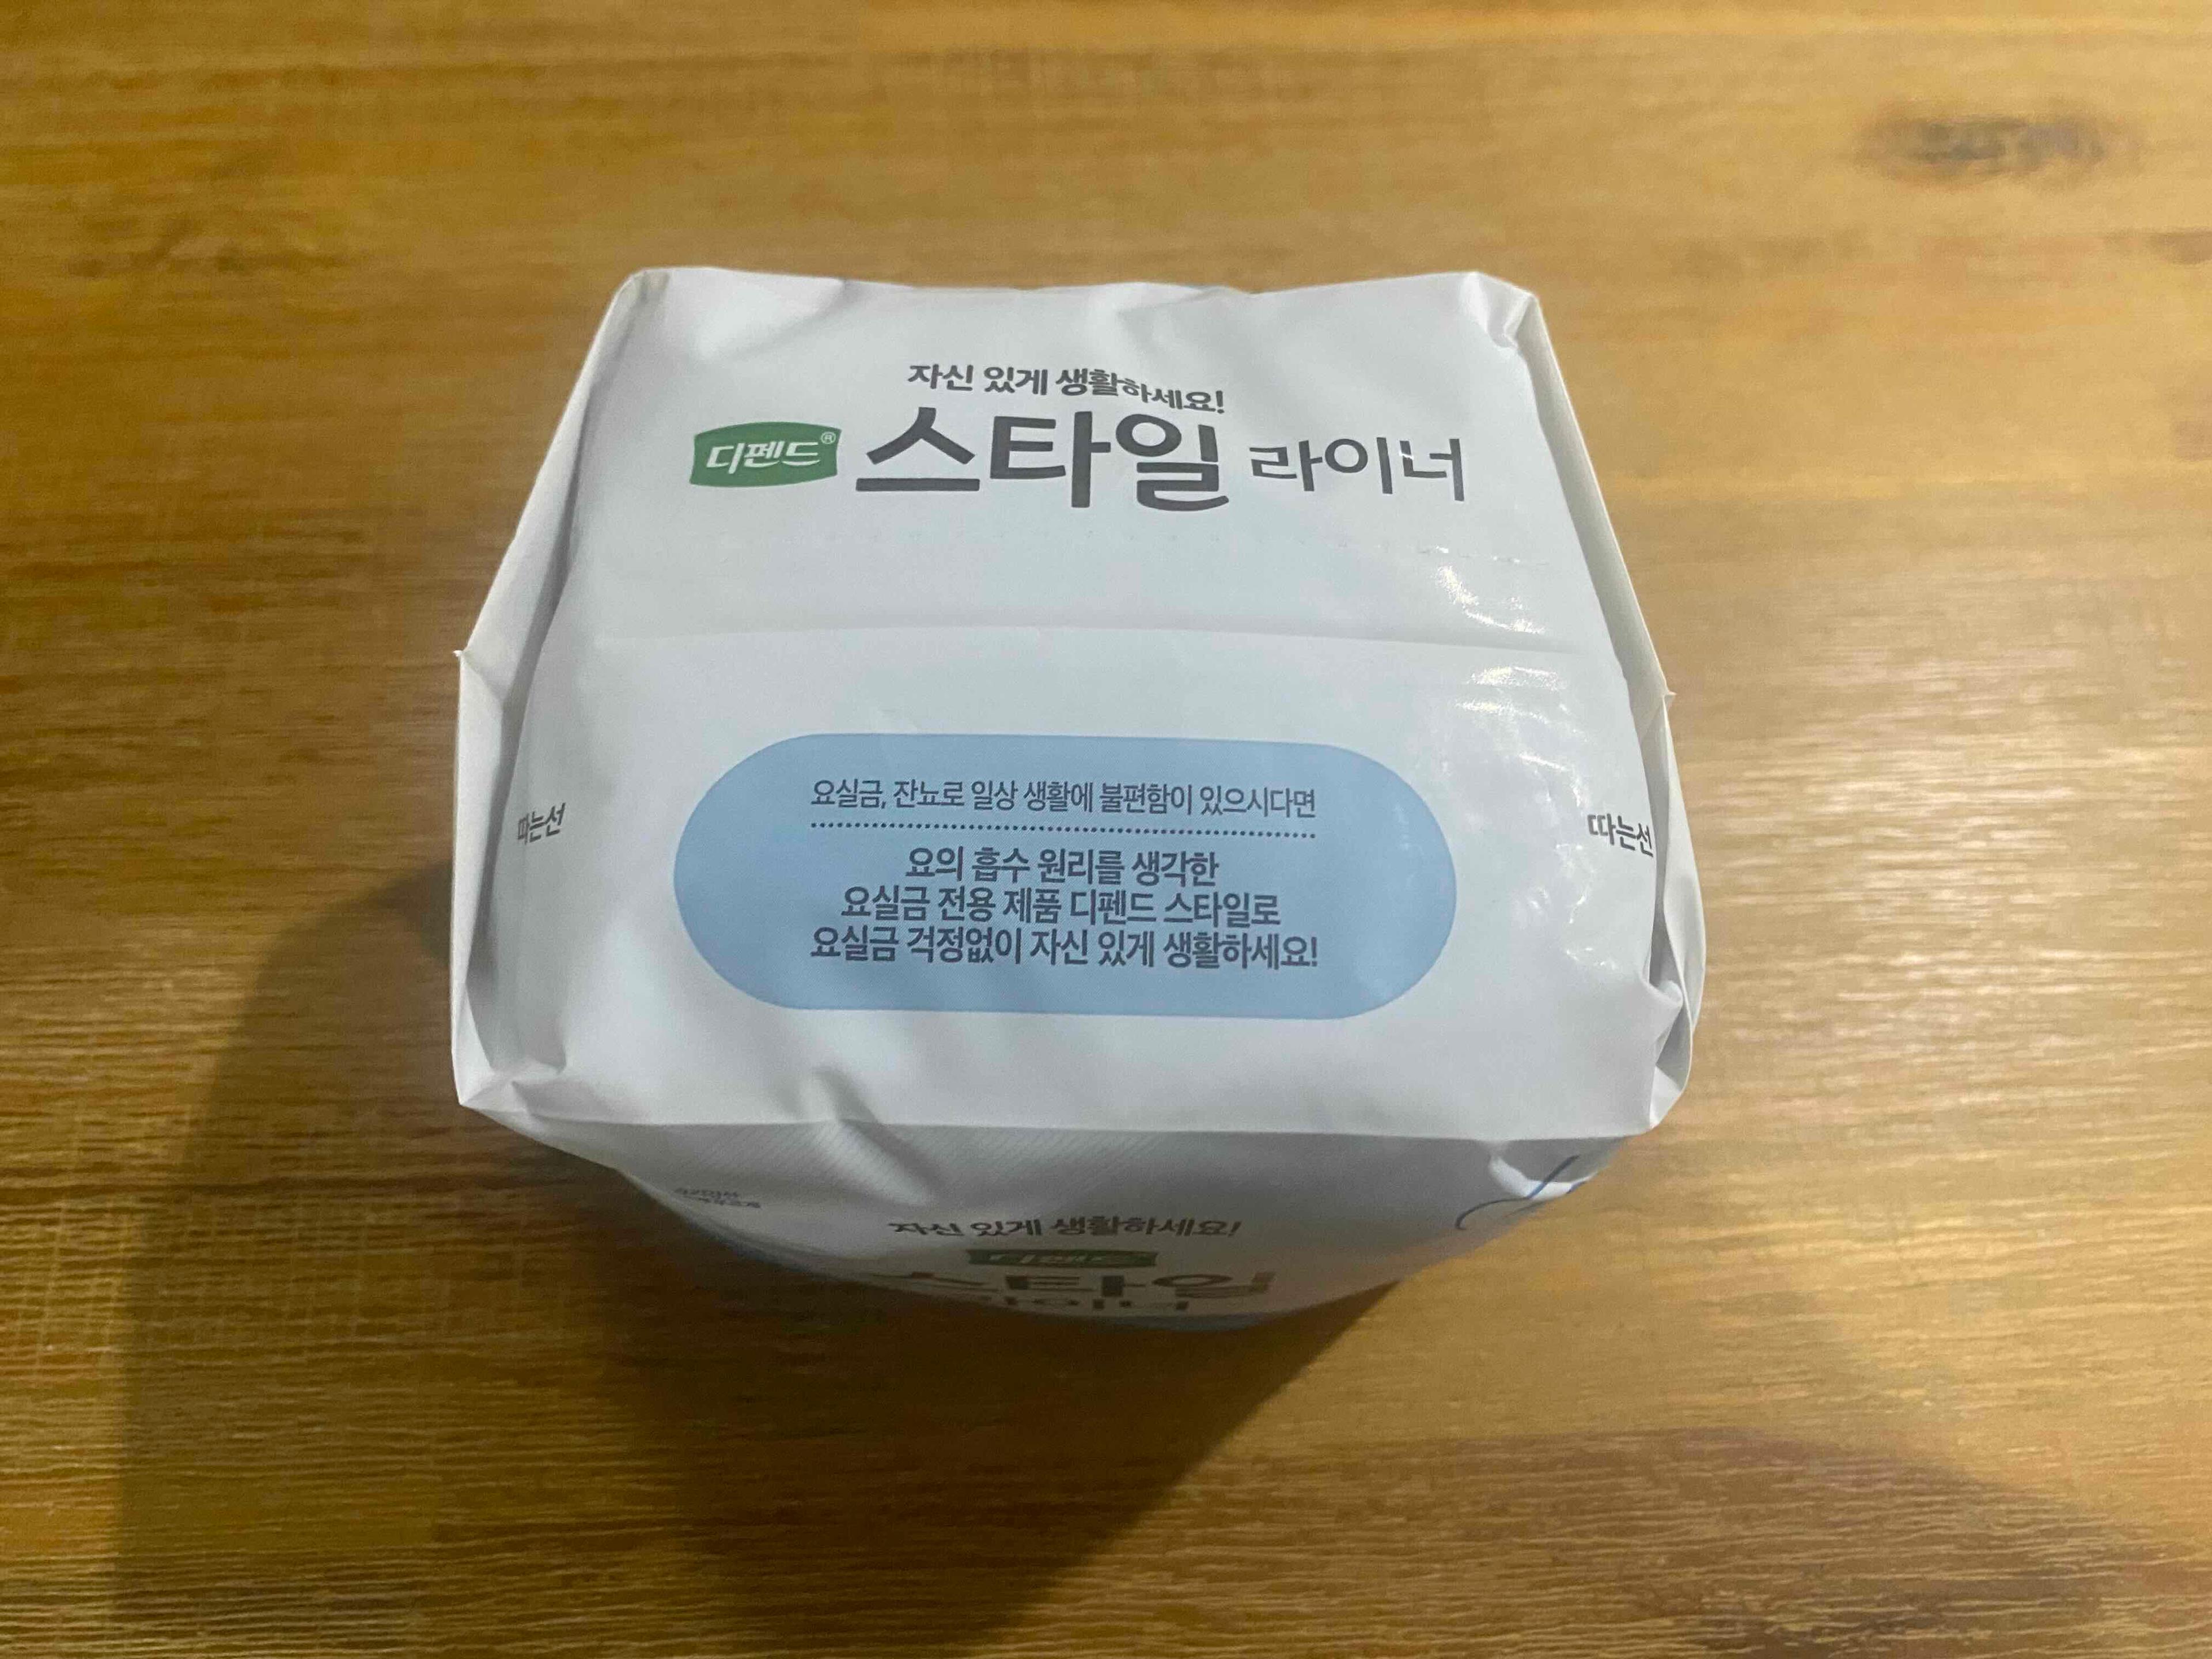 자신 있게 생활하세요!
디펜드® 스타일 라이너
요실금, 잔뇨로 일상 생활에 불편함이 있으시다면
따는선
따는선
요의 흡수 원리를 생각한
요실금 전용 제품 디펜드 스타일로
요실금 걱정없이 자신 있게 생활하세요!
자신 있게 생활하세요!
디펜드
스타일
라이너